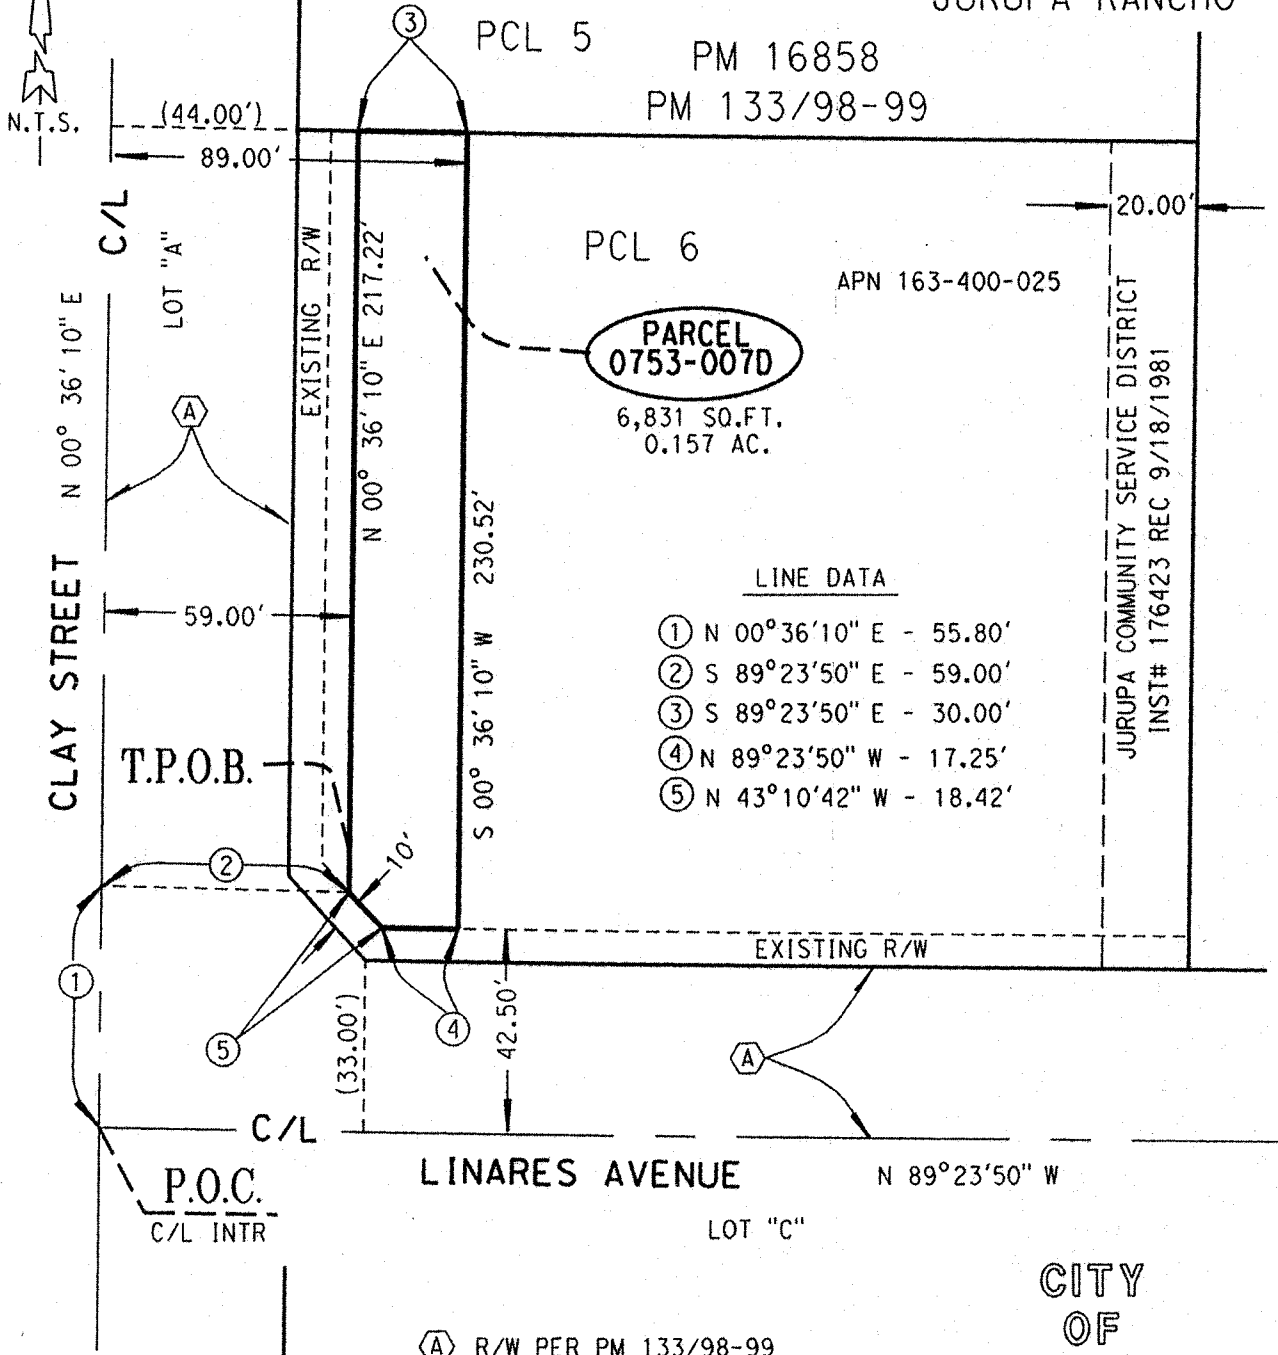 JURUPA RANCHO
3
PCL 5
PM 16858
PM 133/98-99
N.T.S.
(44.00')
89.00'
20.00'
C/L
LOT "A"
EXISTING R/W
N 00° 36' 10" E 217.22'
PCL 6
APN 163-400-025
PARCEL
0753-007D
6,831 SQ.FT.
0.157 AC.
N 00° 36' 10" E
A
CLAY STREET
59.00'
S 00° 36' 10" W 230.52'
LINE DATA
1 N 00°36'10" E - 55.80'
2 S 89°23'50" E - 59.00'
3 S 89°23'50" E - 30.00'
4 N 89°23'50" W - 17.25'
5 N 43°10'42" W - 18.42'
JURUPA COMMUNITY SERVICE DISTRICT
INST# 176423 REC 9/18/1981
T.P.O.B.
2
10'
EXISTING R/W
1
5
(33.00')
4
42.50'
A
C/L
LINARES AVENUE
N 89°23'50" W
P.O.C.
C/L INTR
LOT "C"
CITY
OF
A R/W PER PM 133/98-99